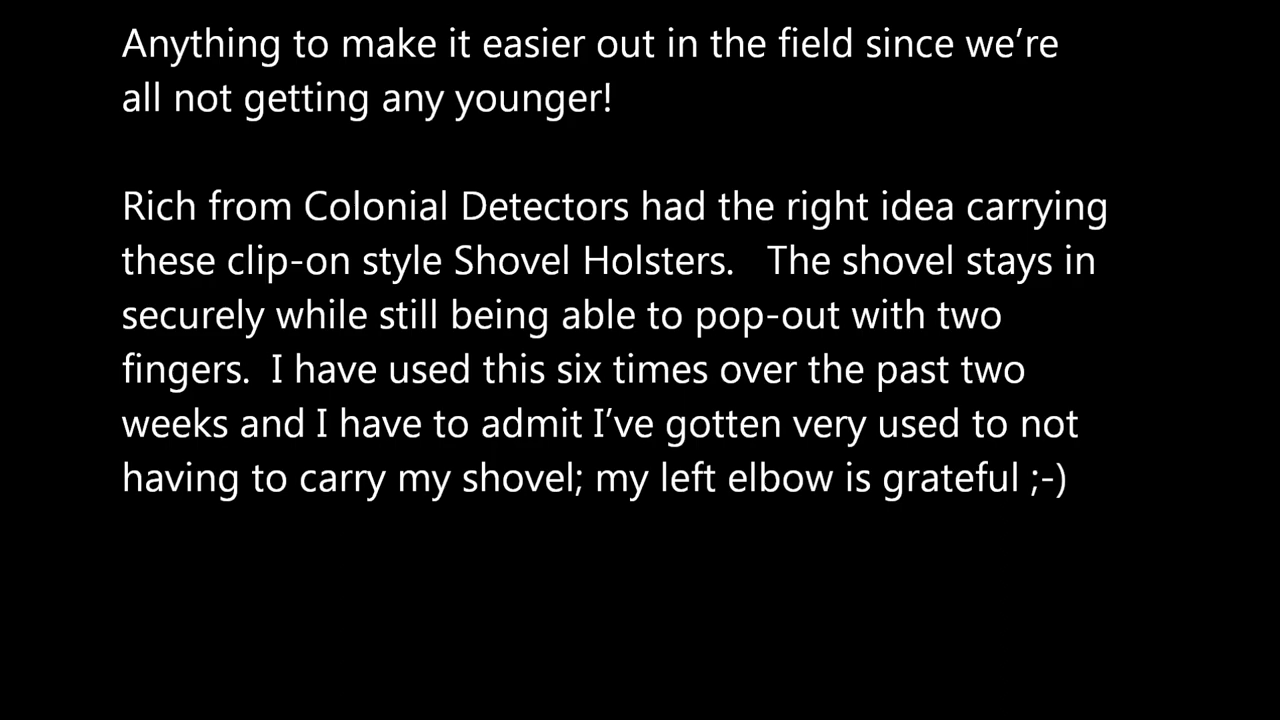 Anything to make it easier out in the field since we’re
all not getting any younger!
Rich from Colonial Detectors had the right idea carrying
these clip-on style Shovel Holsters.   The shovel stays in
securely while still being able to pop-out with two
fingers.  I have used this six times over the past two
weeks and I have to admit I’ve gotten very used to not
having to carry my shovel; my left elbow is grateful ;-)